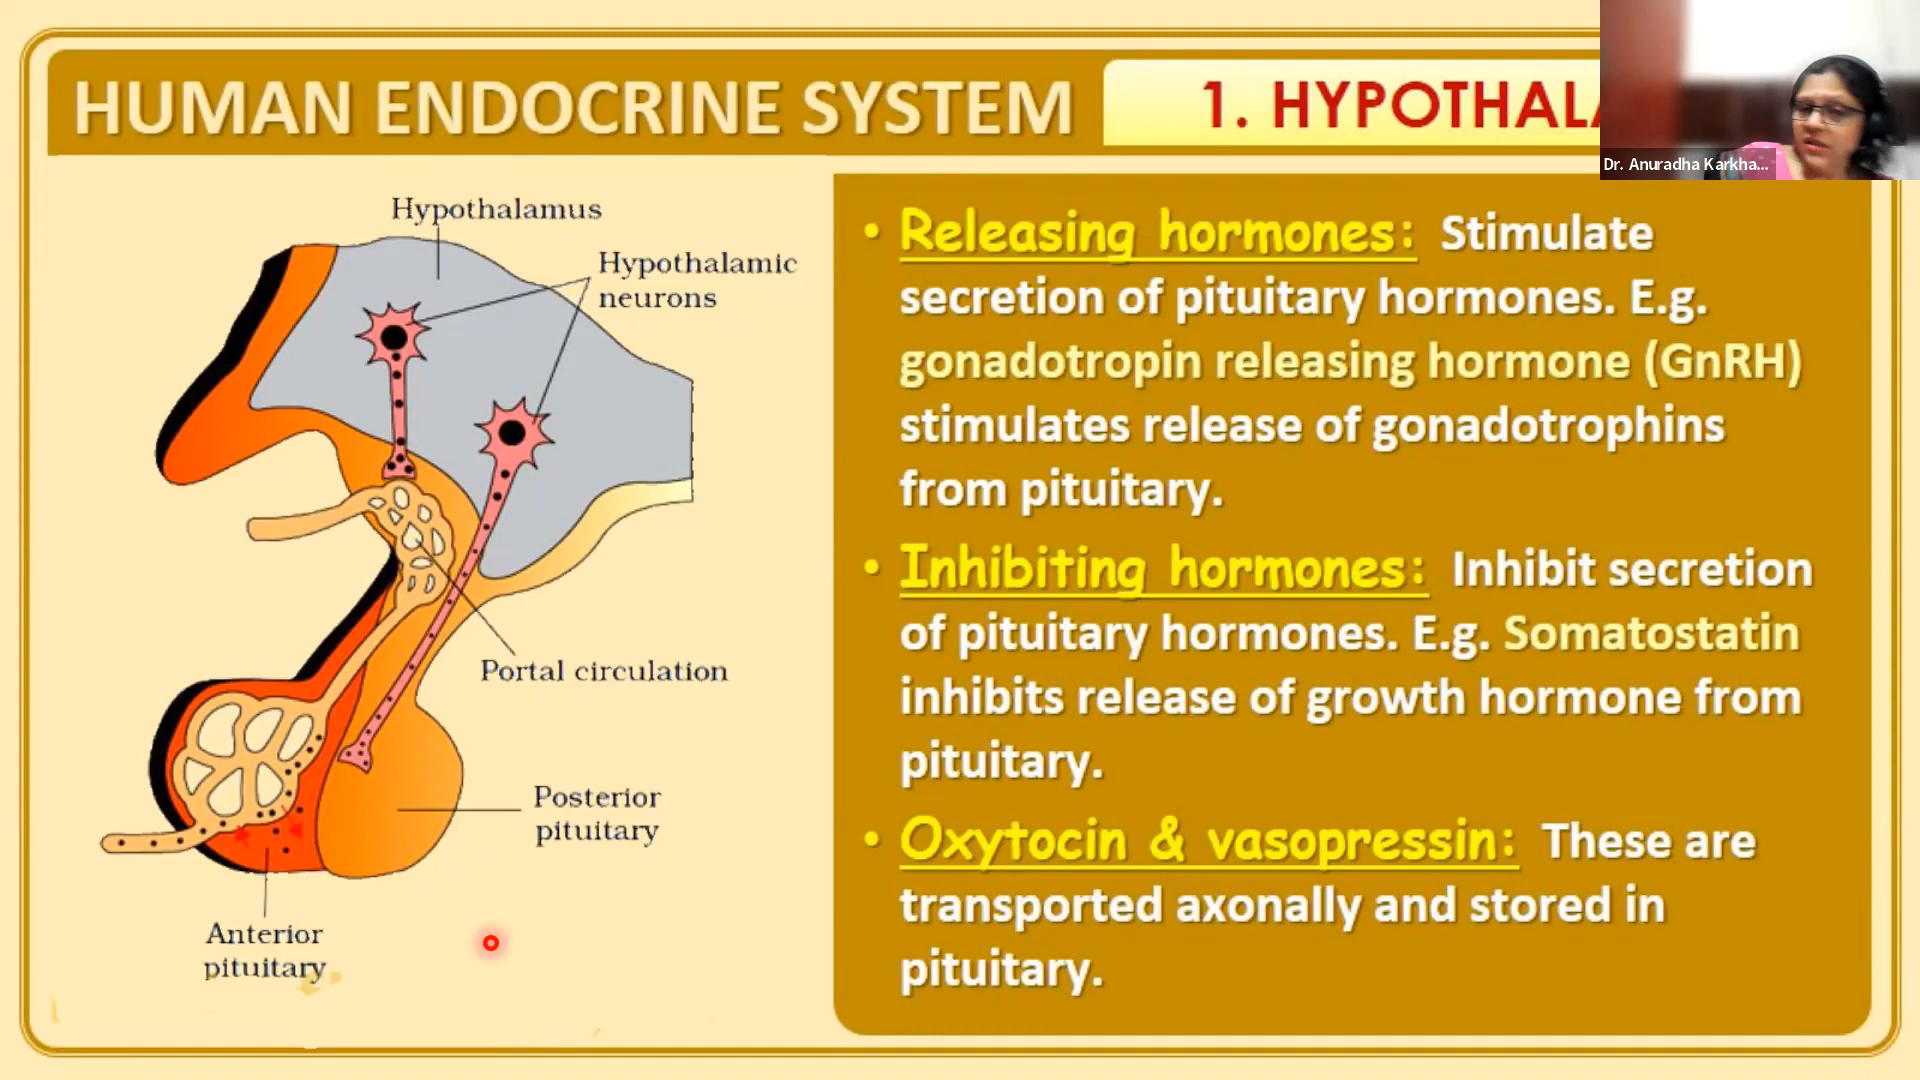 HUMAN ENDOCRINE SYSTEM
1. HYPOTHALA
Dr. Anuradha Karkha...
Hypothalamus
Hypothalamic
neurons
Portal circulation
Posterior
pituitary
Anterior
pituitary
• Releasing hormones: Stimulate
secretion of pituitary hormones. E.g.
gonadotropin releasing hormone (GnRH)
stimulates release of gonadotrophins
from pituitary.
• Inhibiting hormones: Inhibit secretion
of pituitary hormones. E.g. Somatostatin
inhibits release of growth hormone from
pituitary.
• Oxytocin & vasopressin: These are
transported axonally and stored in
pituitary.